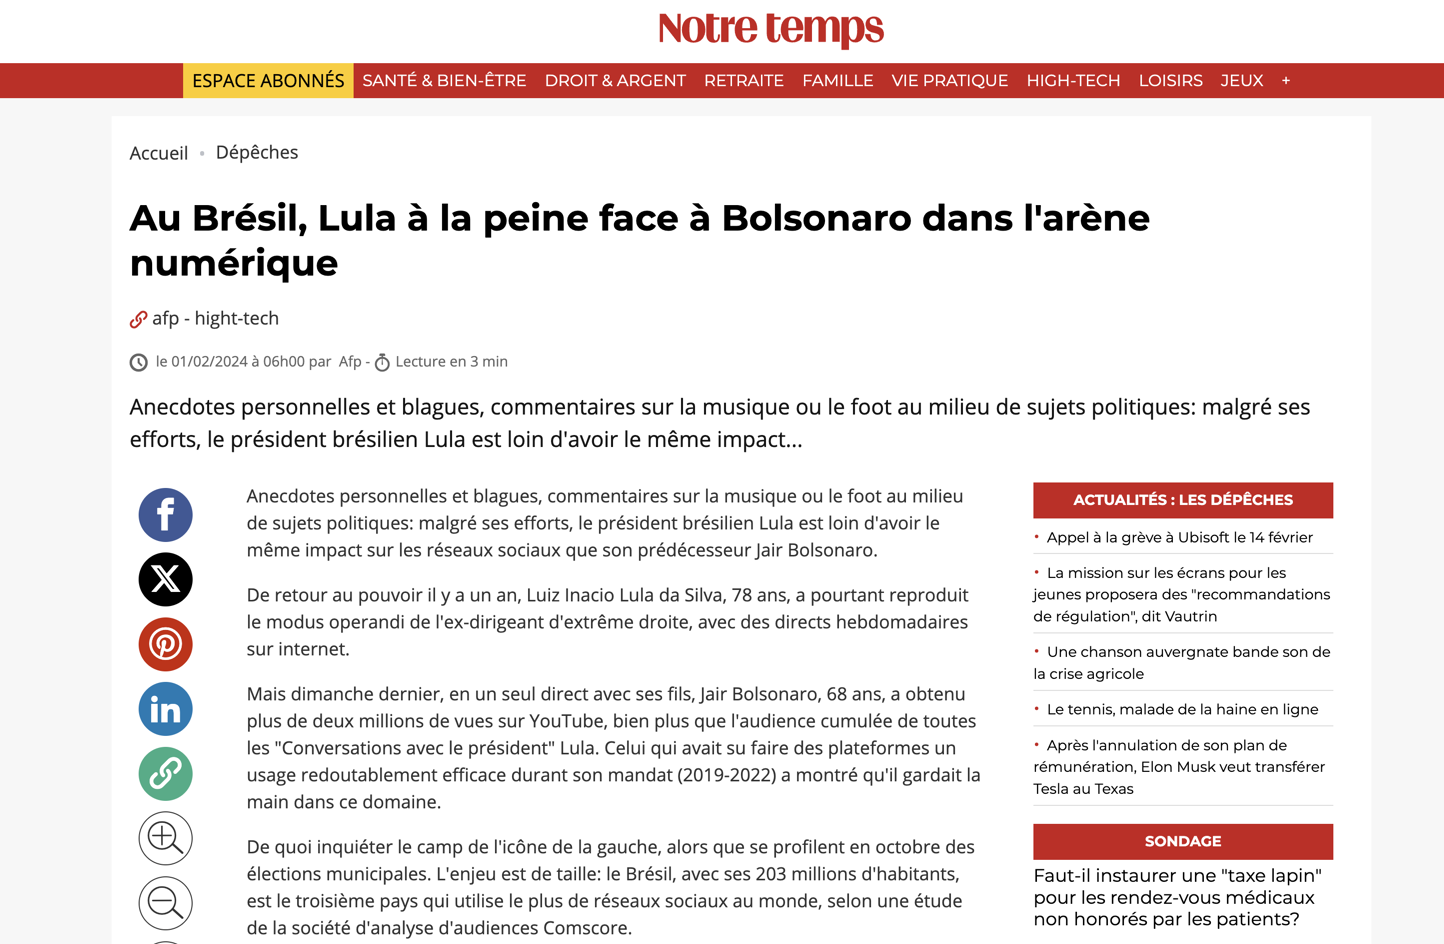 Notre temps
ESPACE ABONNÉS SANTÉ & BIEN-ÊTRE DROIT & ARGENT RETRAITE FAMILLE VIE PRATIQUE HIGH-TECH LOISIRS JEUX +
Accueil • Dépêches
Au Brésil, Lula à la peine face à Bolsonaro dans l'arène
numérique
afp - hight-tech
le 01/02/2024 à 06h00 par Afp - Lecture en 3 min
Anecdotes personnelles et blagues, commentaires sur la musique ou le foot au milieu de sujets politiques: malgré ses
efforts, le président brésilien Lula est loin d'avoir le même impact...
Anecdotes personnelles et blagues, commentaires sur la musique ou le foot au milieu
de sujets politiques: malgré ses efforts, le président brésilien Lula est loin d'avoir le
même impact sur les réseaux sociaux que son prédécesseur Jair Bolsonaro.
De retour au pouvoir il y a un an, Luiz Inacio Lula da Silva, 78 ans, a pourtant reproduit
le modus operandi de l'ex-dirigeant d'extrême droite, avec des directs hebdomadaires
sur internet.
Mais dimanche dernier, en un seul direct avec ses fils, Jair Bolsonaro, 68 ans, a obtenu
plus de deux millions de vues sur YouTube, bien plus que l'audience cumulée de toutes
les "Conversations avec le président" Lula. Celui qui avait su faire des plateformes un
usage redoutablement efficace durant son mandat (2019-2022) a montré qu'il gardait la
main dans ce domaine.
De quoi inquiéter le camp de l'icône de la gauche, alors que se profilent en octobre des
élections municipales. L'enjeu est de taille: le Brésil, avec ses 203 millions d'habitants,
est le troisième pays qui utilise le plus de réseaux sociaux au monde, selon une étude
de la société d'analyse d'audiences Comscore.
ACTUALITÉS : LES DÉPÊCHES
• Appel à la grève à Ubisoft le 14 février
• La mission sur les écrans pour les
jeunes proposera des "recommandations
de régulation", dit Vautrin
• Une chanson auvergnate bande son de
la crise agricole
• Le tennis, malade de la haine en ligne
• Après l'annulation de son plan de
rémunération, Elon Musk veut transférer
Tesla au Texas
SONDAGE
Faut-il instaurer une "taxe lapin"
pour les rendez-vous médicaux
non honorés par les patients?